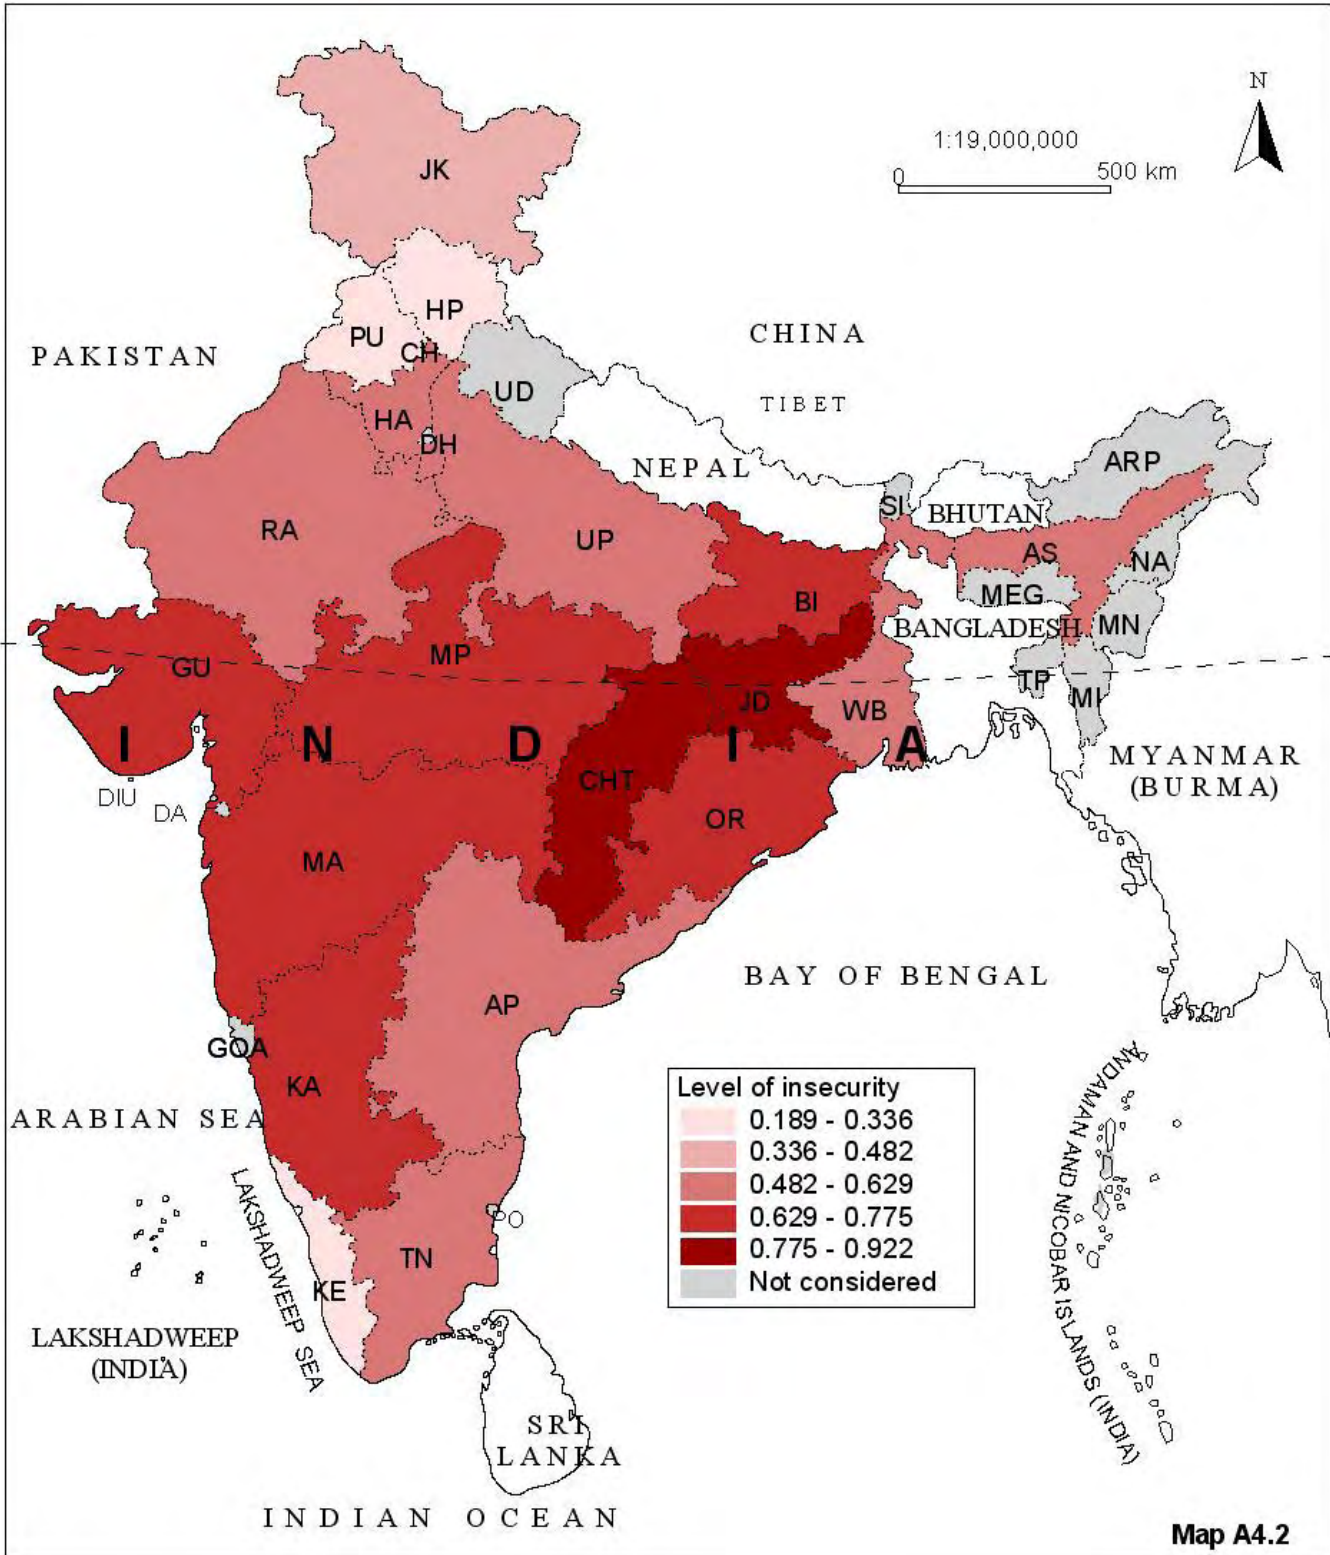 N
1:19,000,000
0
500 km
JK
HP
PU
CH
CHINA
PAKISTAN
UD
TIBET
HA
DH
NEPAL
ARP
SI
BHUTAN
RA
UP
AS
NA
MEG
BI
BANGLADESH
MN
MP
GU
TP
MI
JD
WB
I N D I A
MYANMAR
(BURMA)
CHT
DIU
DA
OR
MA
BAY OF BENGAL
AP
GOA
KA
ARABIAN SEA
Level of insecurity
0.189 - 0.336
0.336 - 0.482
0.482 - 0.629
0.629 - 0.775
0.775 - 0.922
Not considered
ANDAMAN AND NICOBAR ISLANDS (INDIA)
LAKSHADWEEP SEA
PO
TN
KE
LAKSHADWEEP
(INDIA)
SRI
LANKA
INDIAN OCEAN
Map A4.2